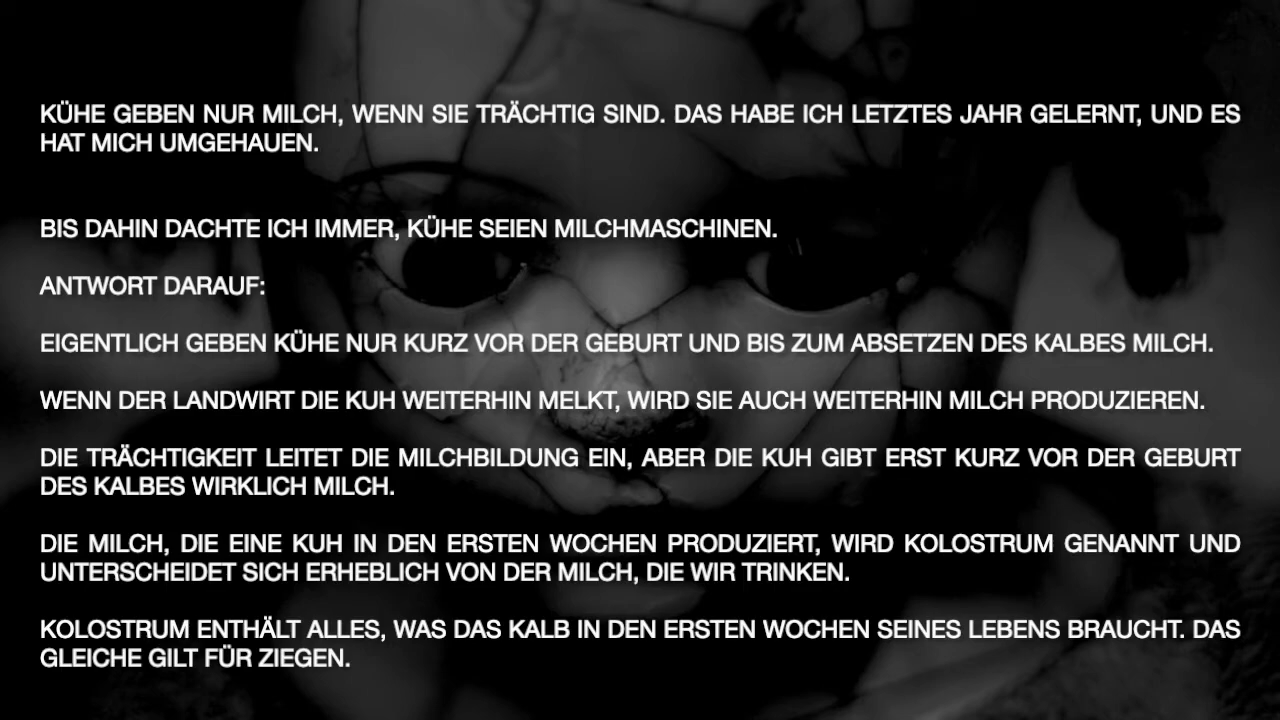 KÜHE GEBEN NUR MILCH, WENN SIE TRÄCHTIG SIND. DAS HABE ICH LETZTES JAHR GELERNT, UND ES
HAT MICH UMGEHAUEN.
BIS DAHIN DACHTE ICH IMMER, KÜHE SEIEN MILCHMASCHINEN.
ANTWORT DARAUF:
EIGENTLICH GEBEN KÜHE NUR KURZ VOR DER GEBURT UND BIS ZUM ABSETZEN DES KALBES MILCH.
WENN DER LANDWIRT DIE KUH WEITERHIN MELKT, WIRD SIE AUCH WEITERHIN MILCH PRODUZIEREN.
DIE TRÄCHTIGKEIT LEITET DIE MILCHBILDUNG EIN, ABER DIE KUH GIBT ERST KURZ VOR DER GEBURT
DES KALBES WIRKLICH MILCH.
DIE MILCH, DIE EINE KUH IN DEN ERSTEN WOCHEN PRODUZIERT, WIRD KOLOSTRUM GENANNT UND
UNTERSCHEIDET SICH ERHEBLICH VON DER MILCH, DIE WIR TRINKEN.
KOLOSTRUM ENTHÄLT ALLES, WAS DAS KALB IN DEN ERSTEN WOCHEN SEINES LEBENS BRAUCHT. DAS
GLEICHE GILT FÜR ZIEGEN.